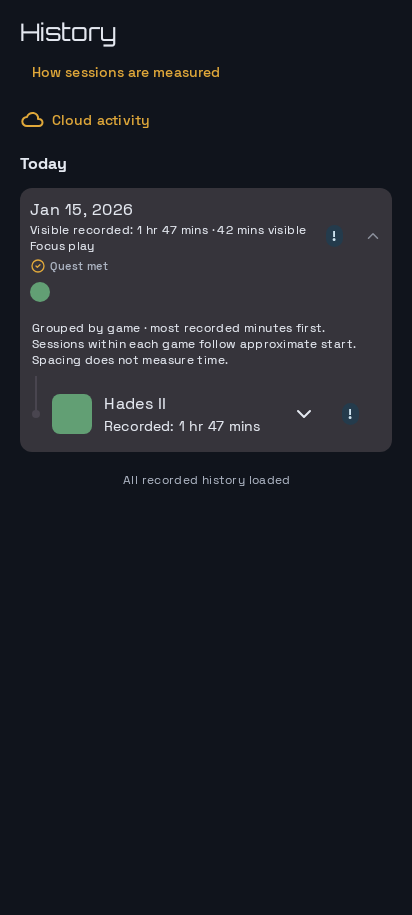 History
How sessions are measured
Cloud activity
Today
Jan 15, 2026
Visible recorded: 1 hr 47 mins · 42 mins visible
Focus play
Quest met
Grouped by game · most recorded minutes first.
Sessions within each game follow approximate start.
Spacing does not measure time.
Hades II
Recorded: 1 hr 47 mins
All recorded history loaded